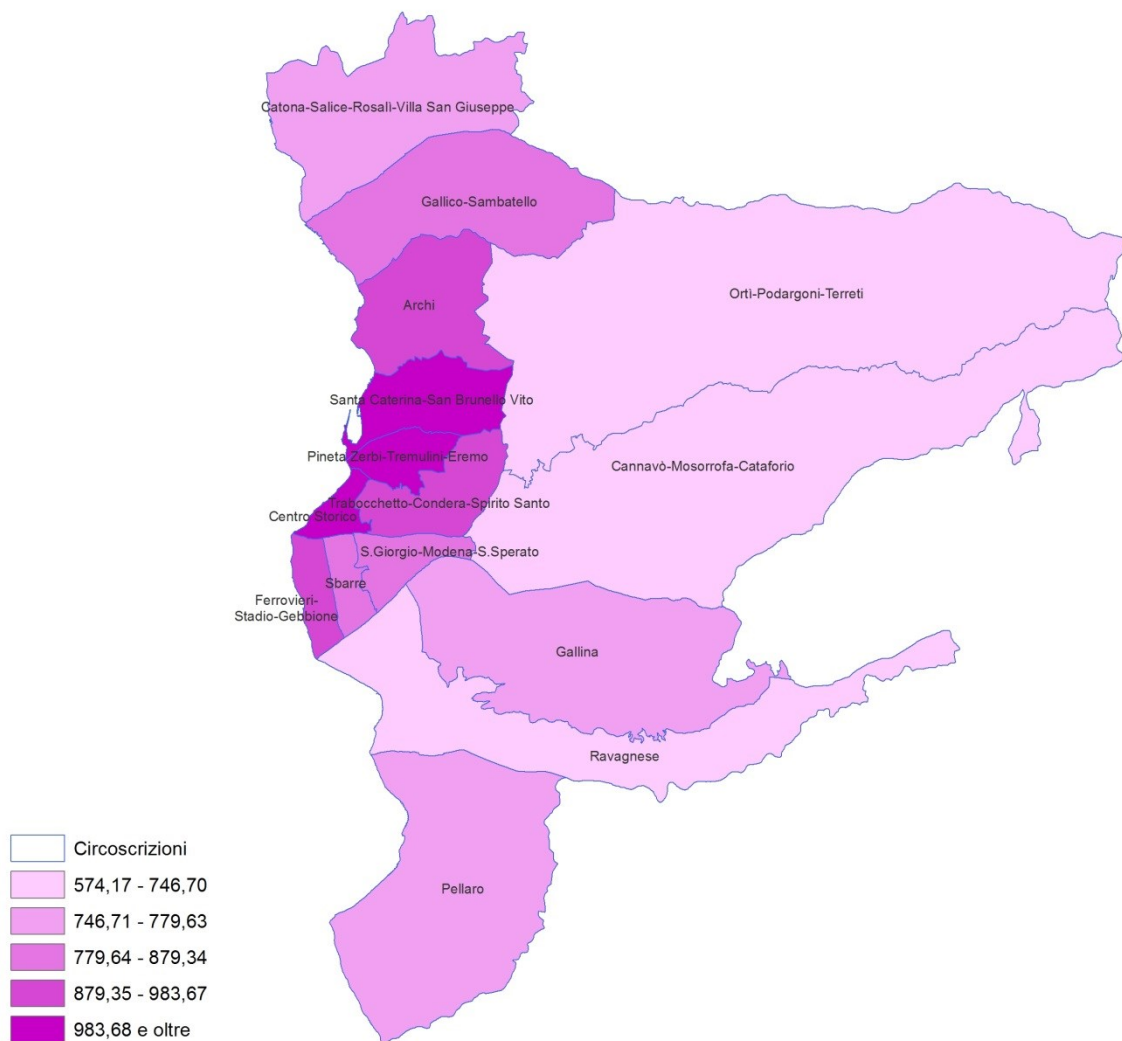 Catona-Salice-Rosalì-Villa San Giuseppe
Gallico-Sambatello
Ortì-Podargoni-Terreti
Archi
Santa Caterina-San Brunello Vito
Pineta Zerbi-Tremulini-Eremo
Cannavò-Mosorrofa-Cataforio
Trabocchetto-Condera-Spirito Santo
Centro Storico
S.Giorgio-Modena-S.Sperato
Sbarre
Ferrovieri-
Stadio-Gebbione
Gallina
Ravagnese
Pellaro
Circoscrizioni
574,17 - 746,70
746,71 - 779,63
779,64 - 879,34
879,35 - 983,67
983,68 e oltre